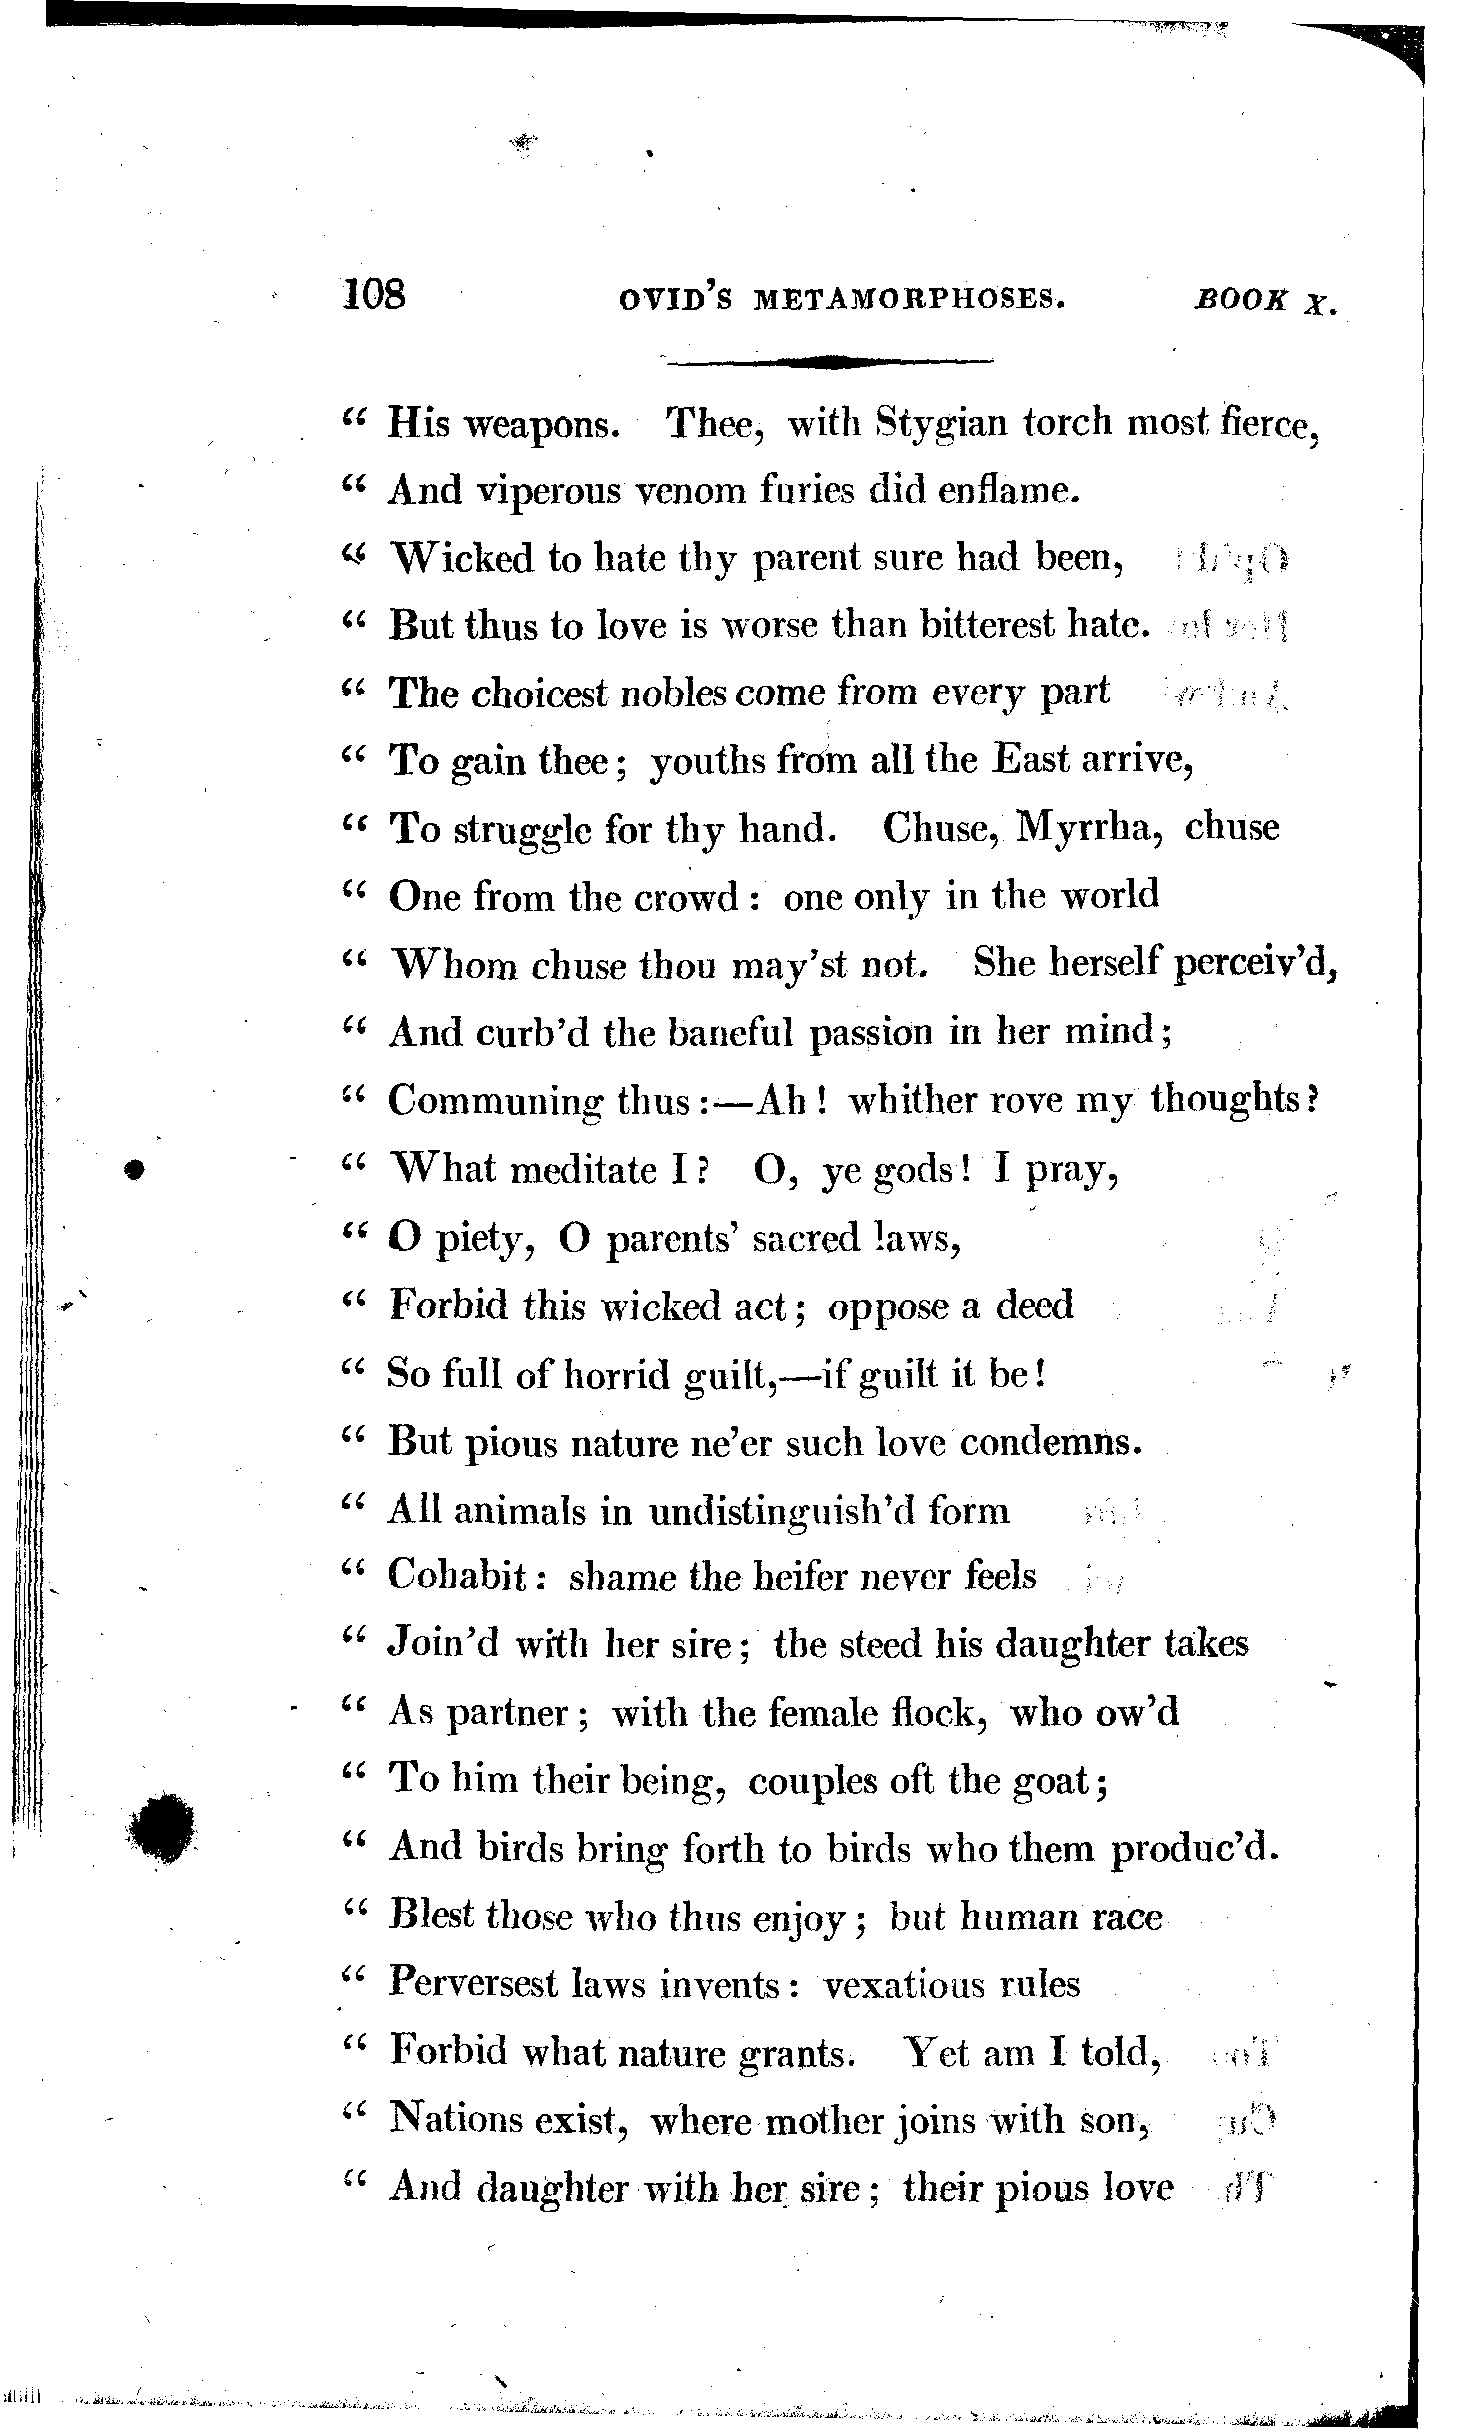 108 OVID'S METAMORPHOSES. BOOK X.
“ His weapons. Thee, with Stygian torch most fierce,
“ And viperous venom furies did enflame.
“ Wicked to hate thy parent sure had been,
“ But thus to love is worse than bitterest hate.
“ The choicest nobles come from every part
“ To gain thee; youths from all the East arrive,
“ To struggle for thy hand. Chuse, Myrrha, chuse
“ One from the crowd: one only in the world
“ Whom chuse thou may'st not. She herself perceiv'd,
“ And curb'd the baneful passion in her mind;
“ Communing thus:—Ah! whither rove my thoughts?
“ What meditate I? O, ye gods! I pray,
“ O piety, O parents' sacred laws,
“ Forbid this wicked act; oppose a deed
“ So full of horrid guilt,—if guilt it be!
“ But pious nature ne'er such love condemns.
“ All animals in undistinguish'd form
“ Cohabit: shame the heifer never feels
“ Join'd with her sire; the steed his daughter takes
“ As partner; with the female flock, who ow'd
“ To him their being, couples oft the goat;
“ And birds bring forth to birds who them produc'd.
“ Blest those who thus enjoy; but human race
“ Perversest laws invents: vexatious rules
“ Forbid what nature grants. Yet am I told,
“ Nations exist, where mother joins with son,
“ And daughter with her sire; their pious love